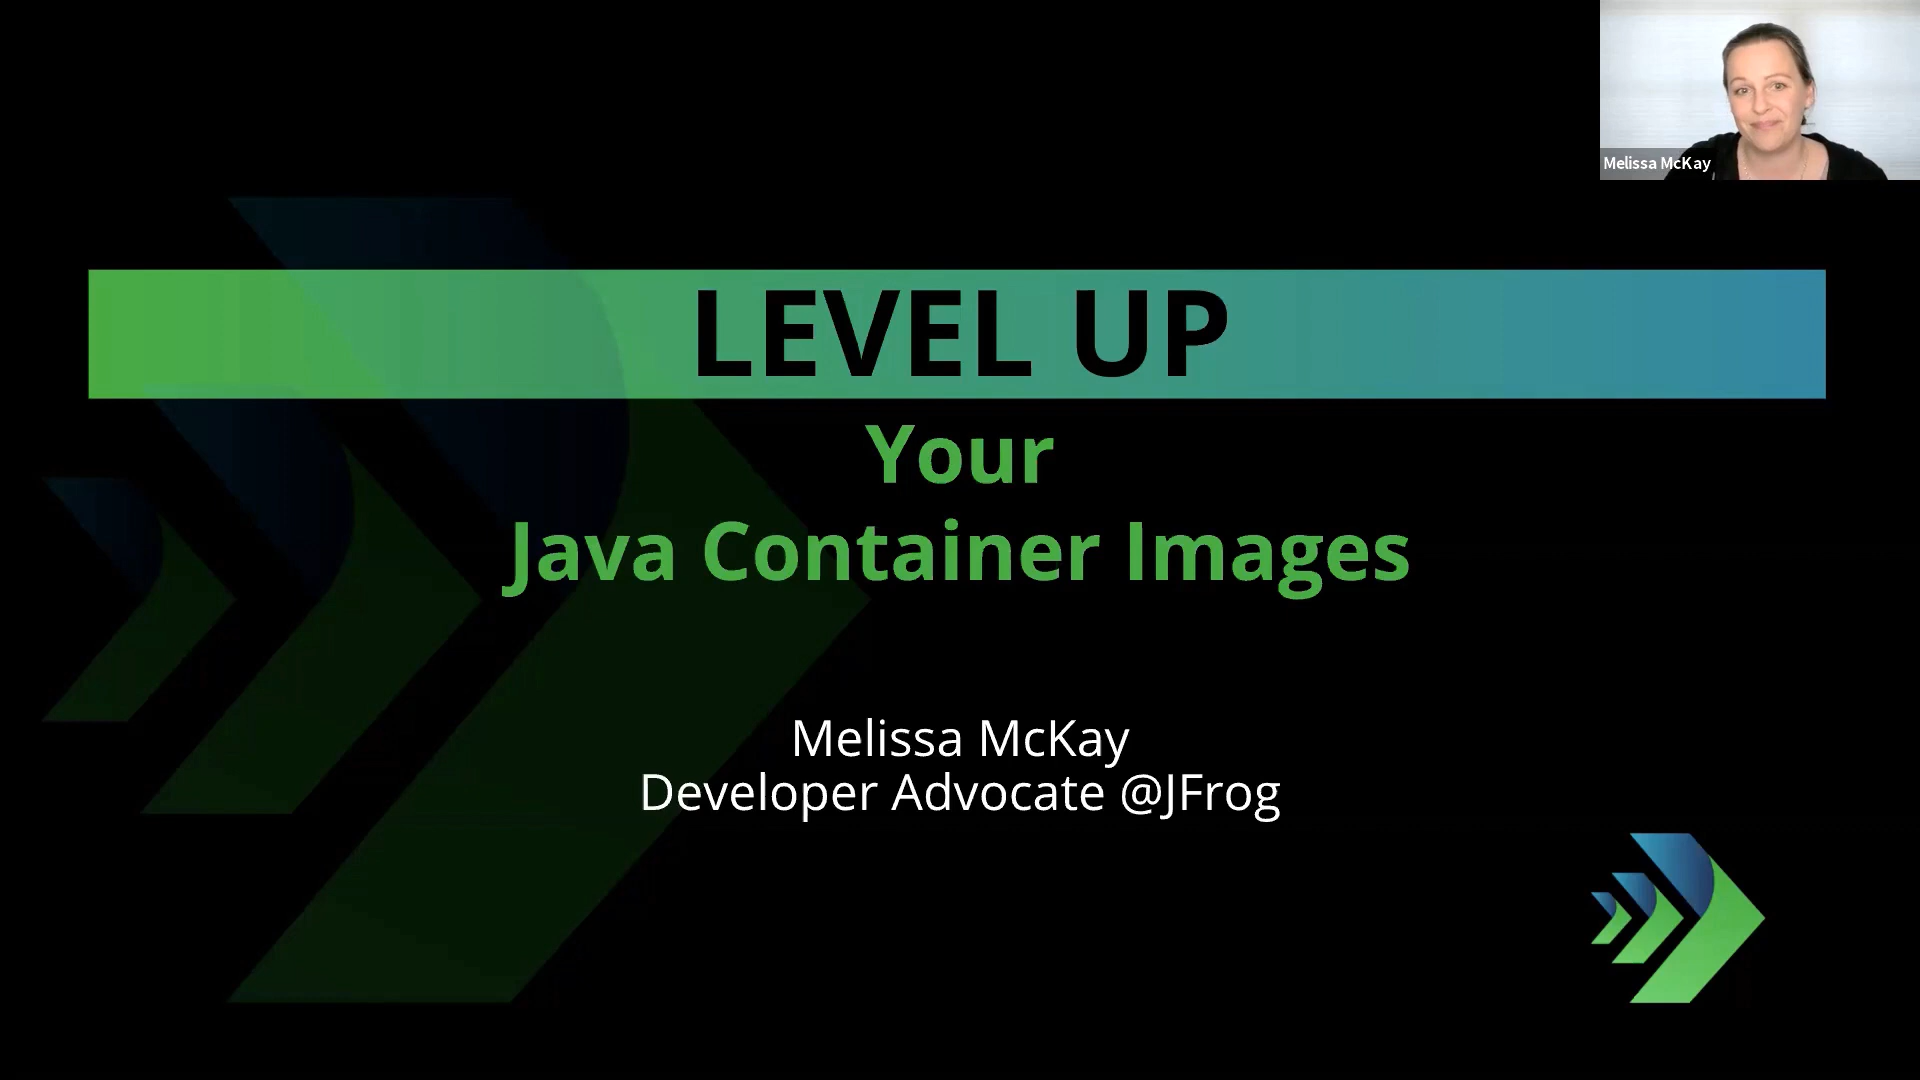 Melissa McKay
LEVEL UP
Your
Java Container Images
Melissa McKay
Developer Advocate @JFrog